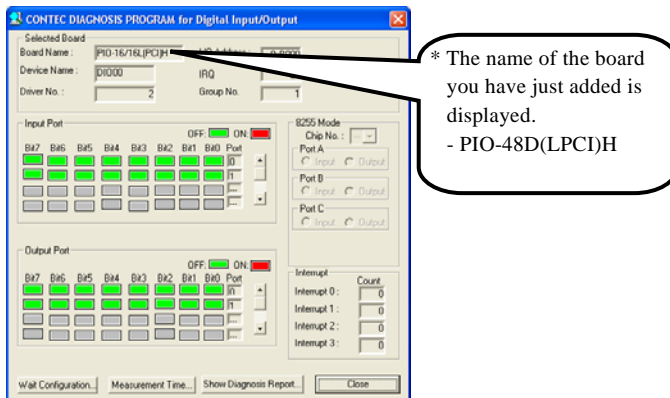 CONTEC DIAGNOSIS PROGRAM for Digital Input/Output
Selected Board
Board Name : PIO-16/16L(PCI)H
Device Name : DIO00 IRQ
Driver No. : 2 Group No. 1
* The name of the board
you have just added is
displayed.
- PIO-48D(LPCI)H
Input Port
OFF: ON:
Bit7 Bit6 Bit5 Bit4 Bit3 Bit2 Bit1 Bit0 Port
0
1
...
...
8255 Mode
Chip No. : -
Port A
Input Output
Port B
Input Output
Port C
Input Output
Output Port
OFF: ON:
Bit7 Bit6 Bit5 Bit4 Bit3 Bit2 Bit1 Bit0 Port
0
1
...
...
Interrupt
Count
Interrupt 0 : 0
Interrupt 1 : 0
Interrupt 2 : 0
Interrupt 3 : 0
Wait Configuration... Measurement Time... Show Diagnosis Report... Close